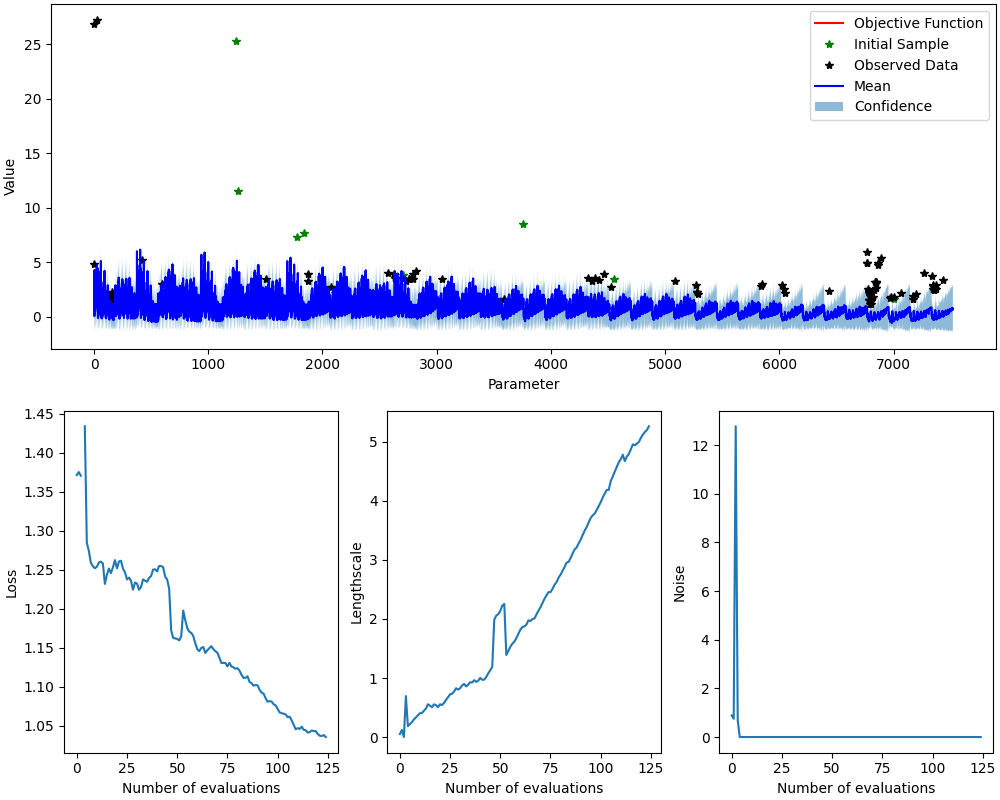 25
20
15
10
5
0
Value
0 1000 2000 3000 4000 5000 6000 7000
Parameter
Objective Function
Initial Sample
Observed Data
Mean
Confidence
1.45
1.40
1.35
1.30
1.25
1.20
1.15
1.10
1.05
Loss
0 25 50 75 100 125
Number of evaluations
5
4
3
2
1
0
Lengthscale
0 25 50 75 100 125
Number of evaluations
12
10
8
6
4
2
0
Noise
0 25 50 75 100 125
Number of evaluations